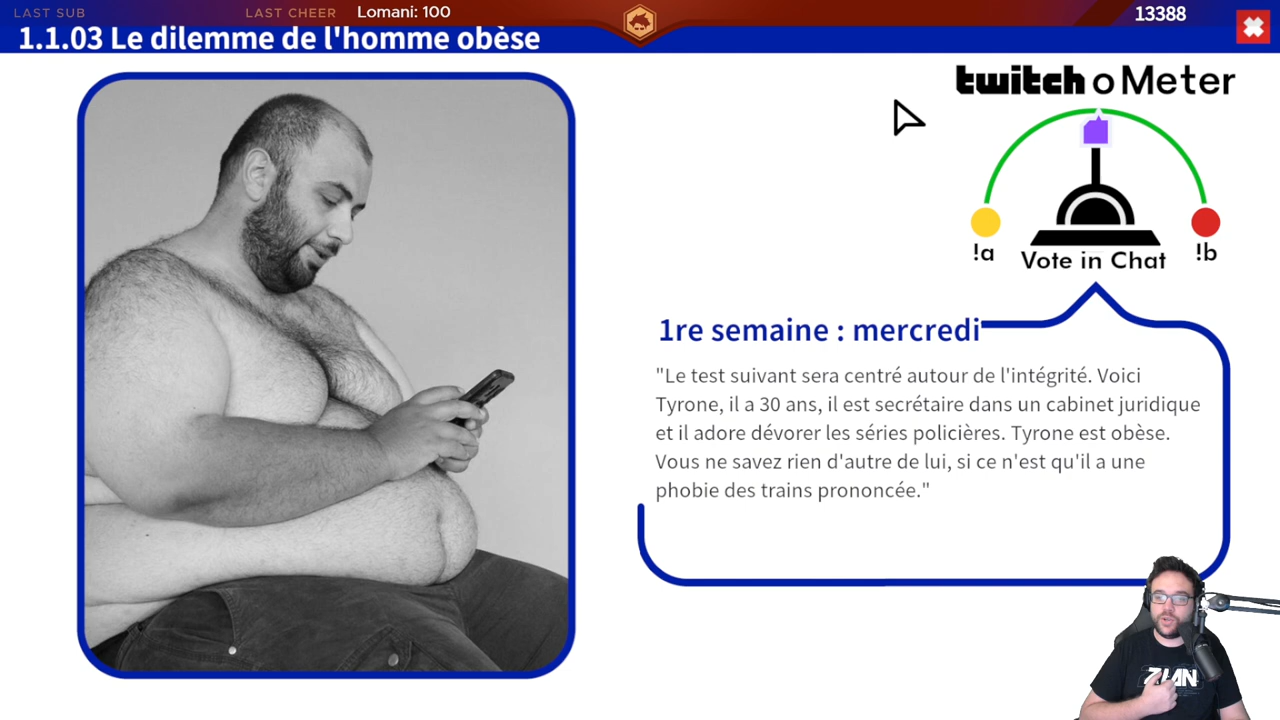 LAST SUB
LAST CHEER
Lomani: 100
13388
1.1.03 Le dilemme de l'homme obèse
twitch o Meter
!a
Vote in Chat
!b
1re semaine : mercredi
"Le test suivant sera centré autour de l'intégrité. Voici
Tyrone, il a 30 ans, il est secrétaire dans un cabinet juridique
et il adore dévorer les séries policières. Tyrone est obèse.
Vous ne savez rien d'autre de lui, si ce n'est qu'il a une
phobie des trains prononcée."